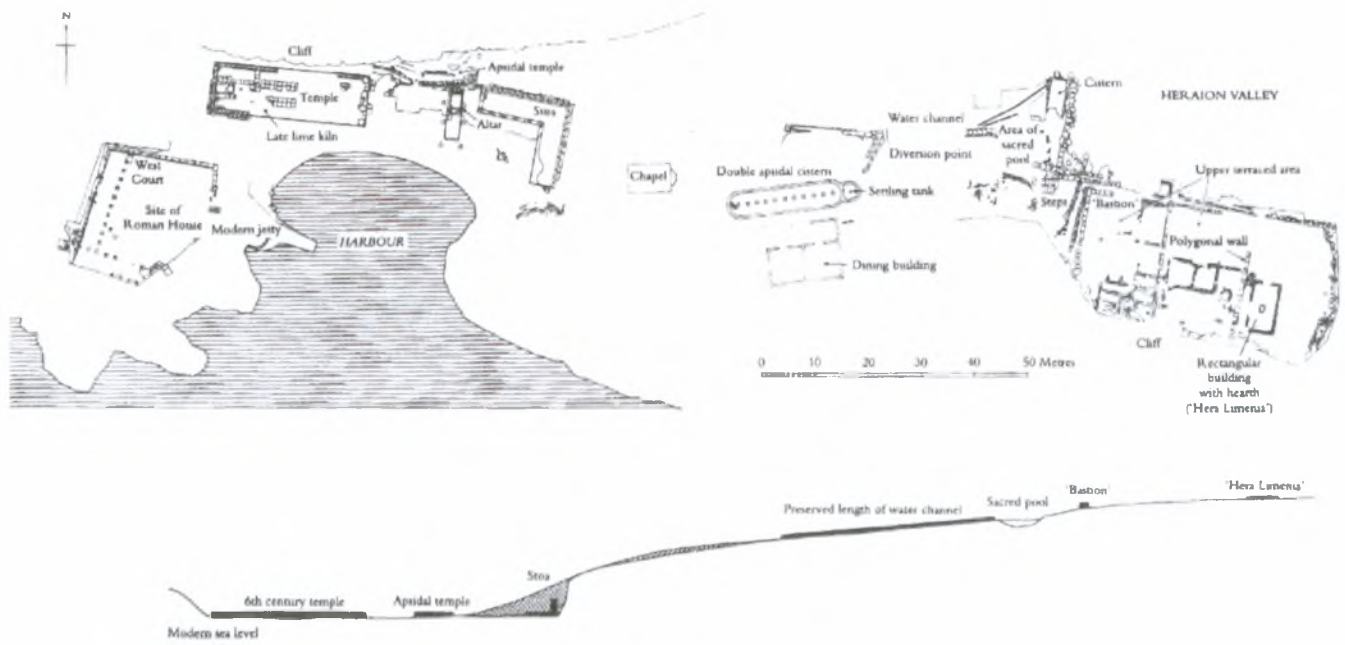 N
Cliff
Apsidal temple
Temple
Stoa
Altar
Late lime kiln
West
Court
Site of
Roman House
Modern jetty
HARBOUR
Chapel
Cistern
HERAION VALLEY
Water channel
Area of
sacred
pool
Diversion point
Double apsidal cistern
Settling tank
Upper terraced area
Steps
'Bastion'
Polygonal wall
Dining building
Cliff
0 10 20 30 40 50 Metres
Rectangular
building
with hearth
('Hera Limenia')
'Bastion'
'Hera Limenia'
Sacred pool
Preserved length of water channel
Stoa
6th century temple
Apsidal temple
Modern sea level